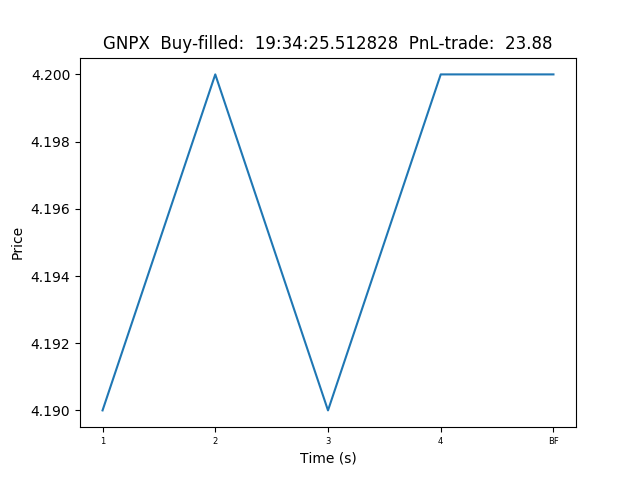 GNPX  Buy-filled:  19:34:25.512828  PnL-trade:  23.88
4.200
4.198
4.196
4.194
4.192
4.190
Price
1 2 3 4 BF
Time (s)